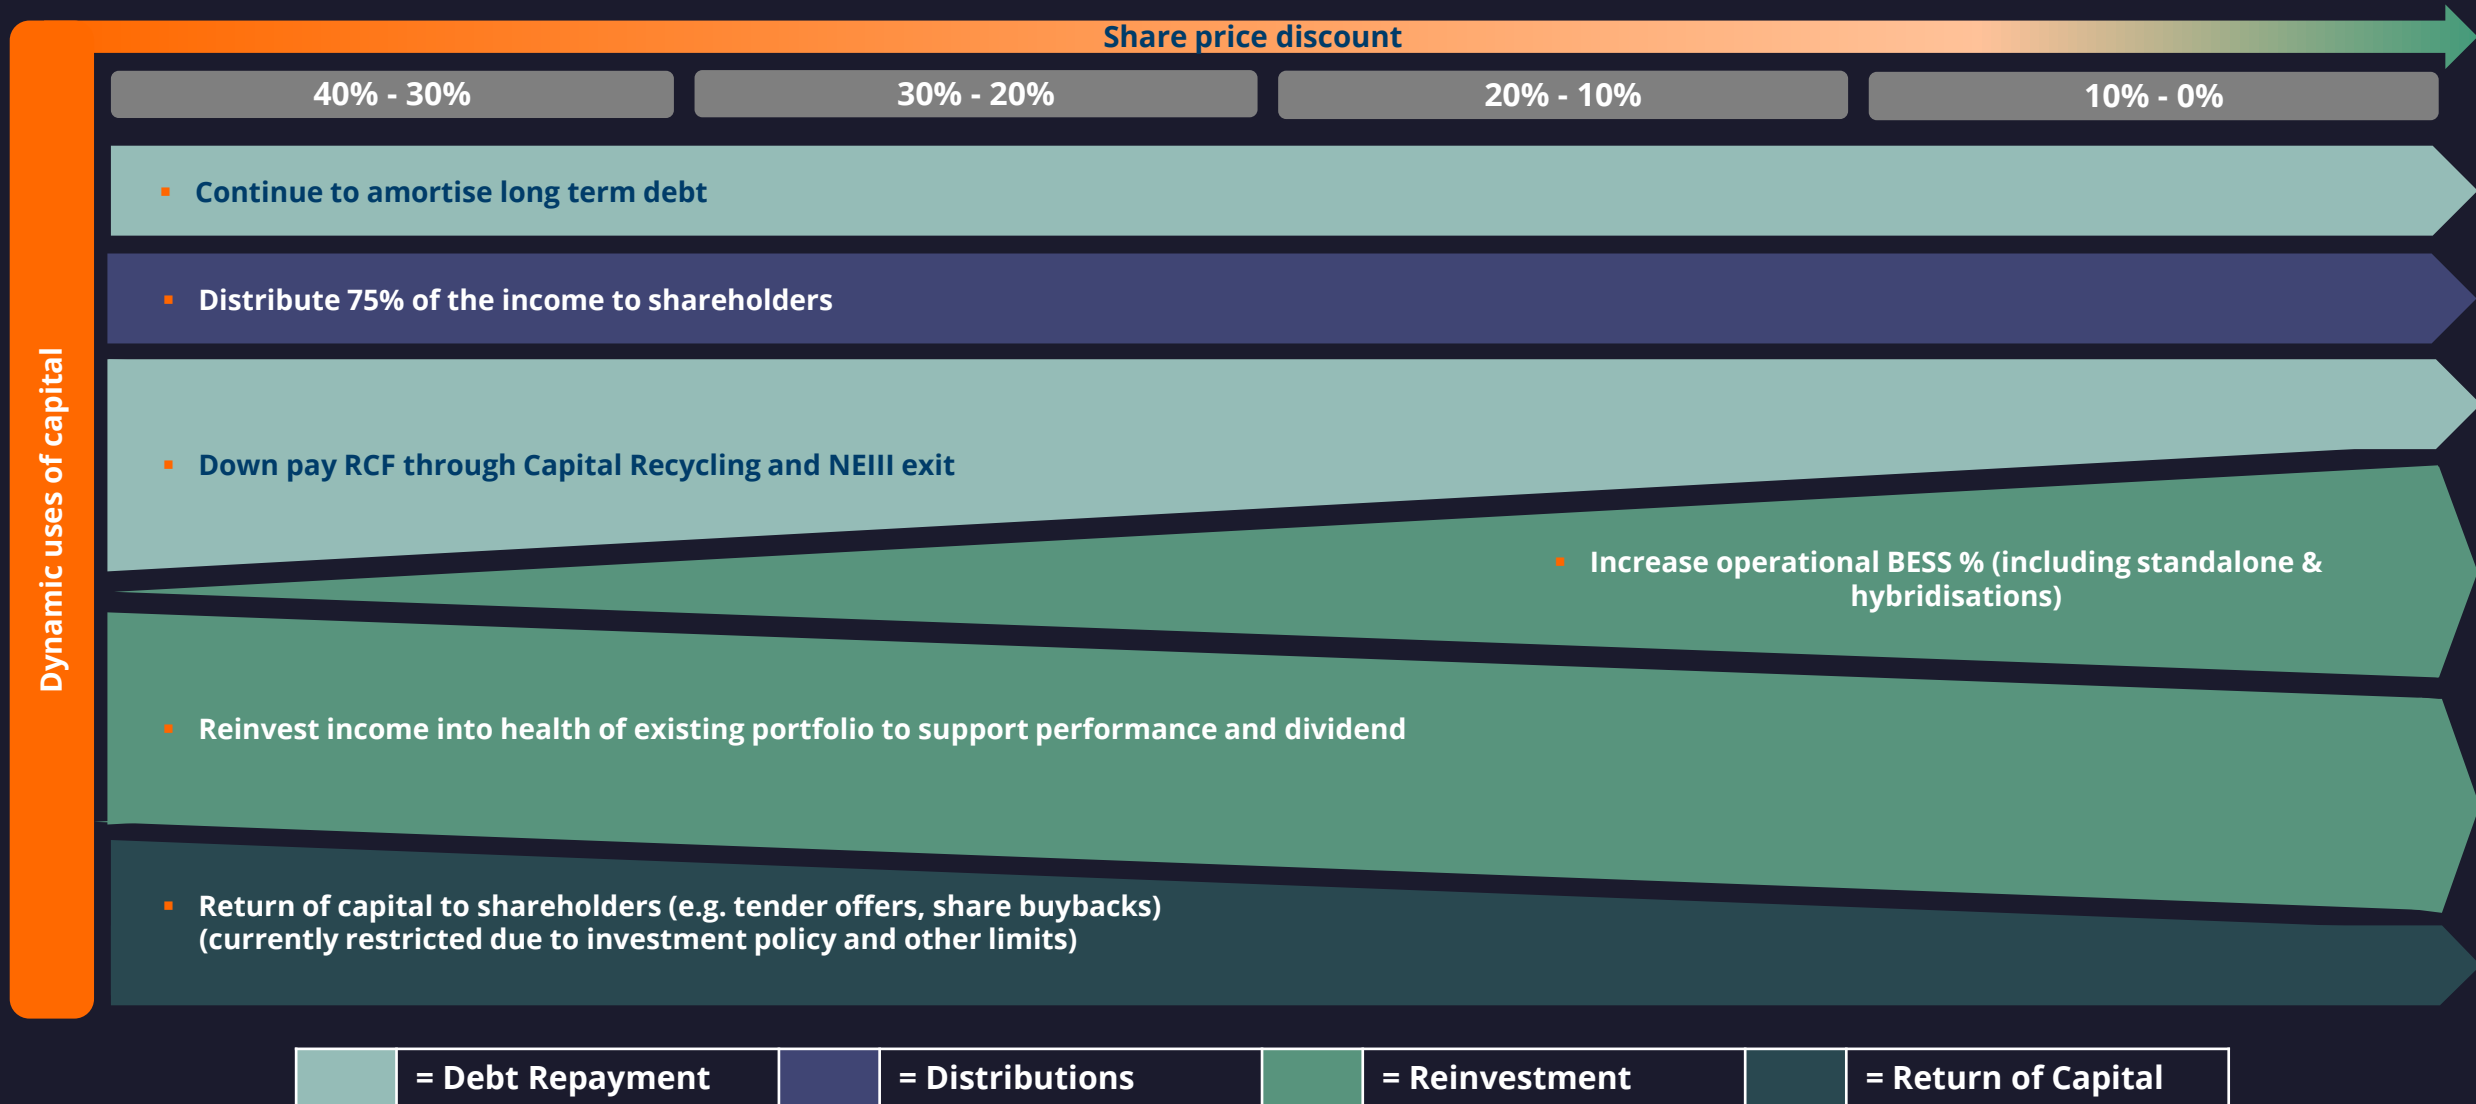 Share price discount
40% - 30%
30% - 20%
20% - 10%
10% - 0%
Dynamic uses of capital
▪ Continue to amortise long term debt
▪ Distribute 75% of the income to shareholders
▪ Down pay RCF through Capital Recycling and NEIII exit
▪ Increase operational BESS % (including standalone &
hybridisations)
▪ Reinvest income into health of existing portfolio to support performance and dividend
▪ Return of capital to shareholders (e.g. tender offers, share buybacks)
(currently restricted due to investment policy and other limits)
= Debt Repayment
= Distributions
= Reinvestment
= Return of Capital